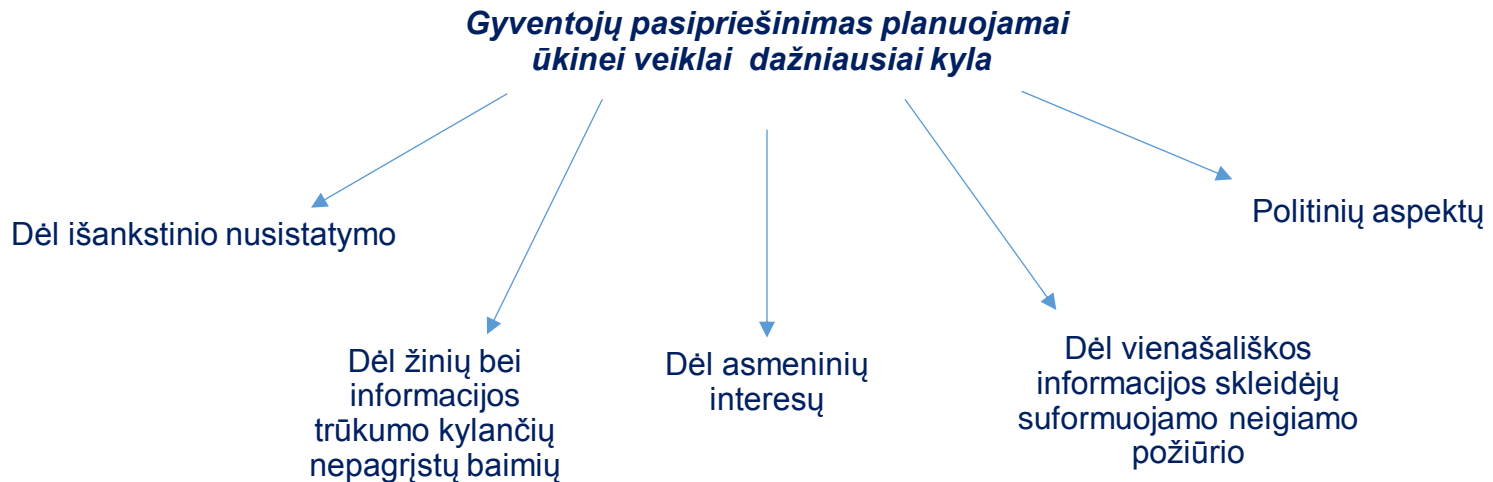 Gyventojų pasipriešinimas planuojamai
ūkinei veiklai  dažniausiai kyla
Dėl išankstinio nusistatymo
Dėl žinių bei
informacijos
trūkumo kylančių
nepagrįstų baimių
Dėl asmeninių
interesų
Dėl vienašališkos
informacijos skleidėjų
suformuojamo neigiamo
požiūrio
Politinių aspektų